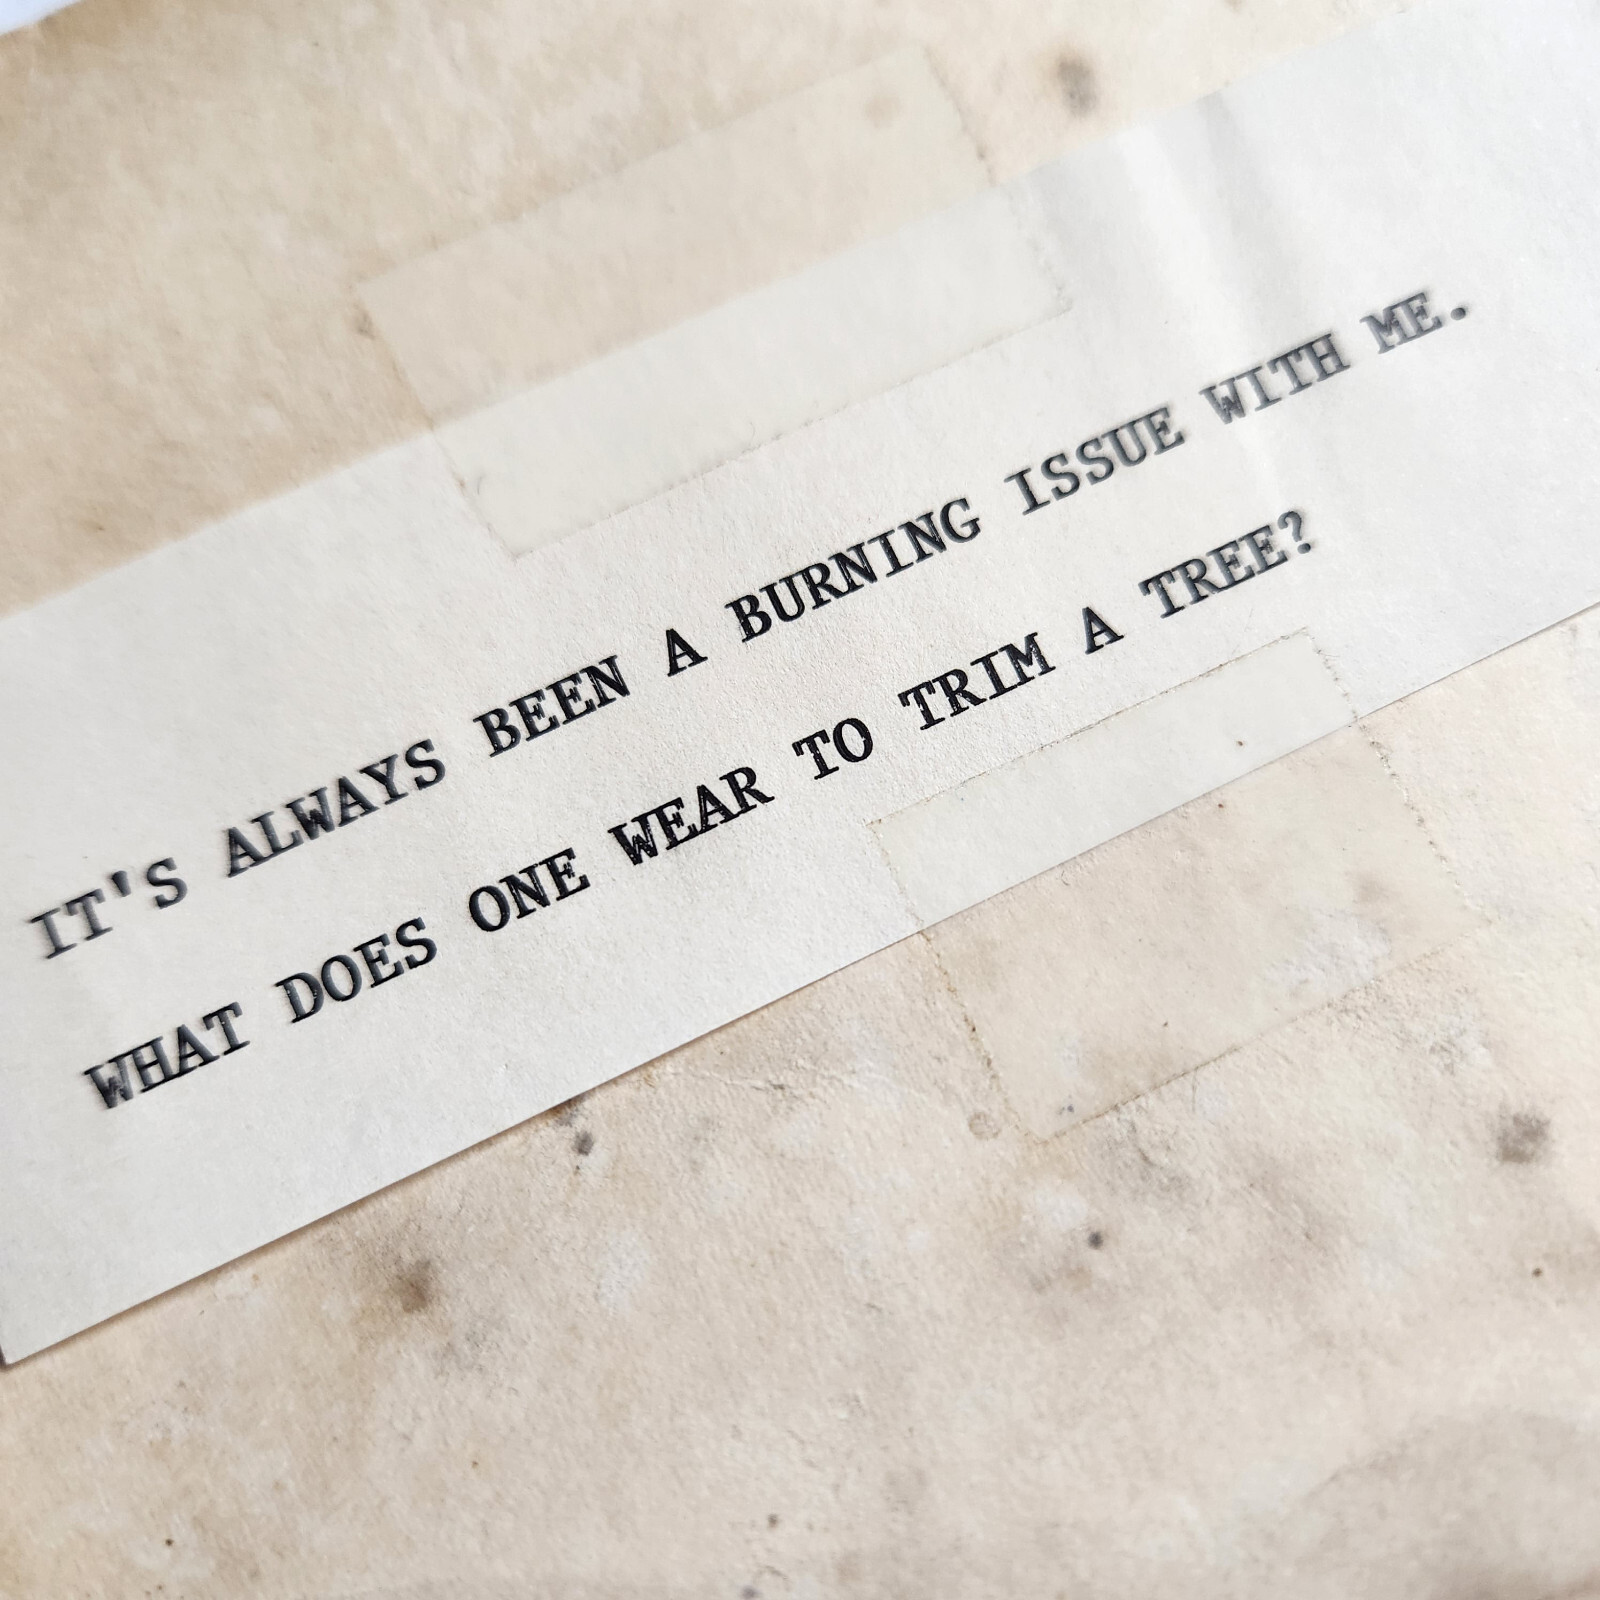 IT'S ALWAYS BEEN A BURNING ISSUE WITH ME.
WHAT DOES ONE WEAR TO TRIM A TREE?